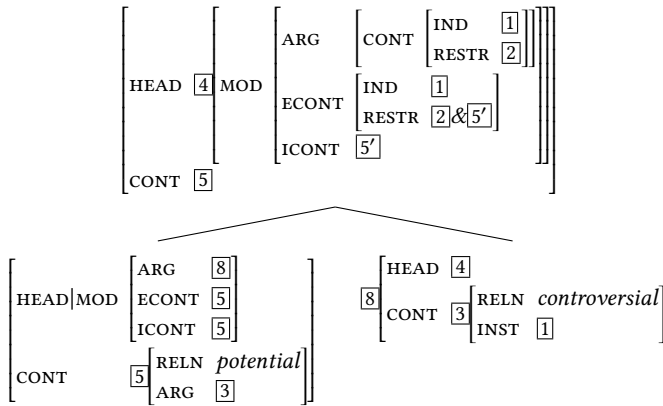 ARG CONT IND 1
RESTR 2
HEAD 4 MOD ECONT IND 1
RESTR 2&5′
ICONT 5′
CONT 5
HEAD|MOD ARG 8
ECONT 5
ICONT 5
CONT 5 RELN potential
ARG 3
8 HEAD 4
CONT 3 RELN controversial
INST 1